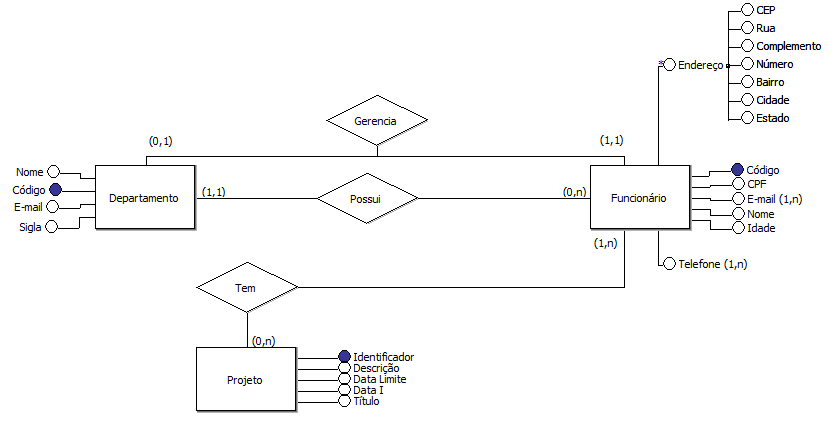 CEP
Rua
Complemento
* Endereço
Número
Bairro
Cidade
Estado
Gerencia
(0,1)
(1,1)
Nome
Código
E-mail
Sigla
Departamento
(1,1)
Possui
(0,n)
Funcionário
Código
CPF
E-mail (1,n)
Nome
Idade
(1,n)
Telefone (1,n)
Tem
(0,n)
Projeto
Identificador
Descrição
Data Limite
Data I
Título